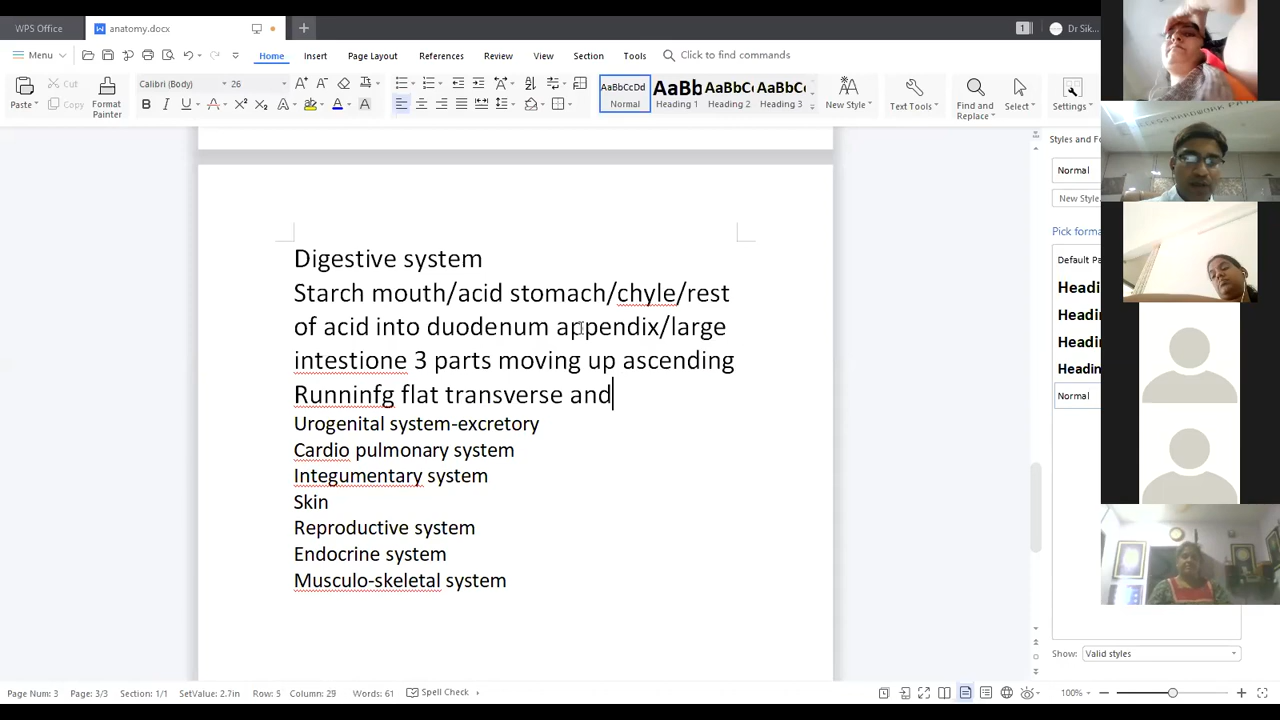 WPS Office
anatomy.docx
1
Dr Sik...
Menu
Home
Insert
Page Layout
References
Review
View
Section
Tools
Click to find commands
Paste
Cut
Copy
Format Painter
Calibri (Body)
26
AaBbCcDd
Normal
AaBb
Heading 1
AaBbC
Heading 2
AaBbC
Heading 3
New Style
Text Tools
Find and Replace
Select
Settings
Digestive system
Starch mouth/acid stomach/chyle/rest
of acid into duodenum appendix/large
intestione 3 parts moving up ascending
Runninfg flat transverse and
Urogenital system-excretory
Cardio pulmonary system
Integumentary system
Skin
Reproductive system
Endocrine system
Musculo-skeletal system
Styles and Fo
Normal
New Style
Pick forma
Default Pa
Headi
Headi
Headi
Headi
Normal
Show:
Valid styles
Page Num: 3
Page: 3/3
Section: 1/1
SetValue: 2.7in
Row: 5
Column: 29
Words: 61
Spell Check
100%